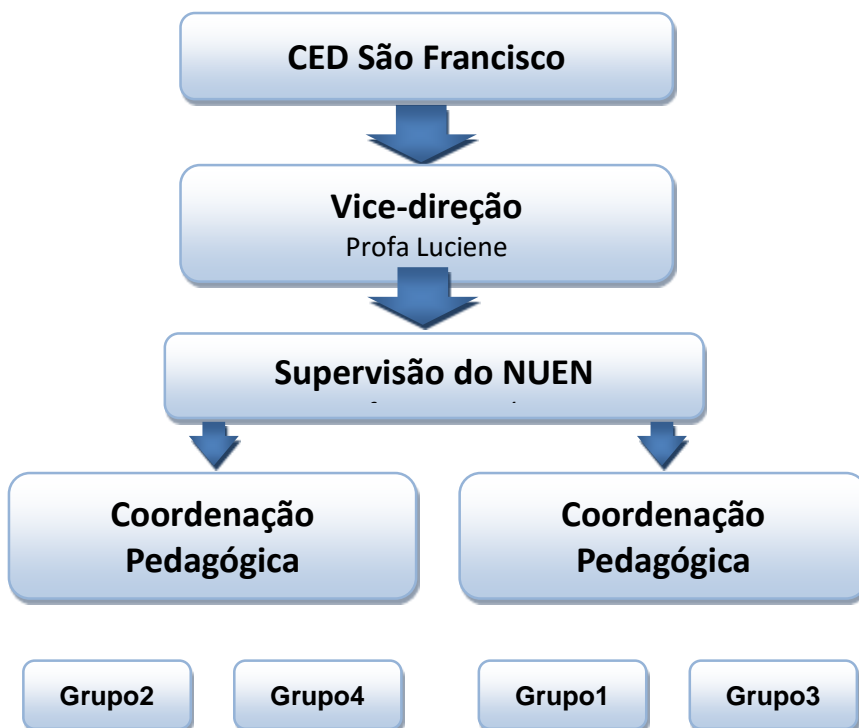 CED São Francisco
Vice-direção
Profa Luciene
Supervisão do NUEN
Coordenação
Pedagógica
Coordenação
Pedagógica
Grupo2
Grupo4
Grupo1
Grupo3